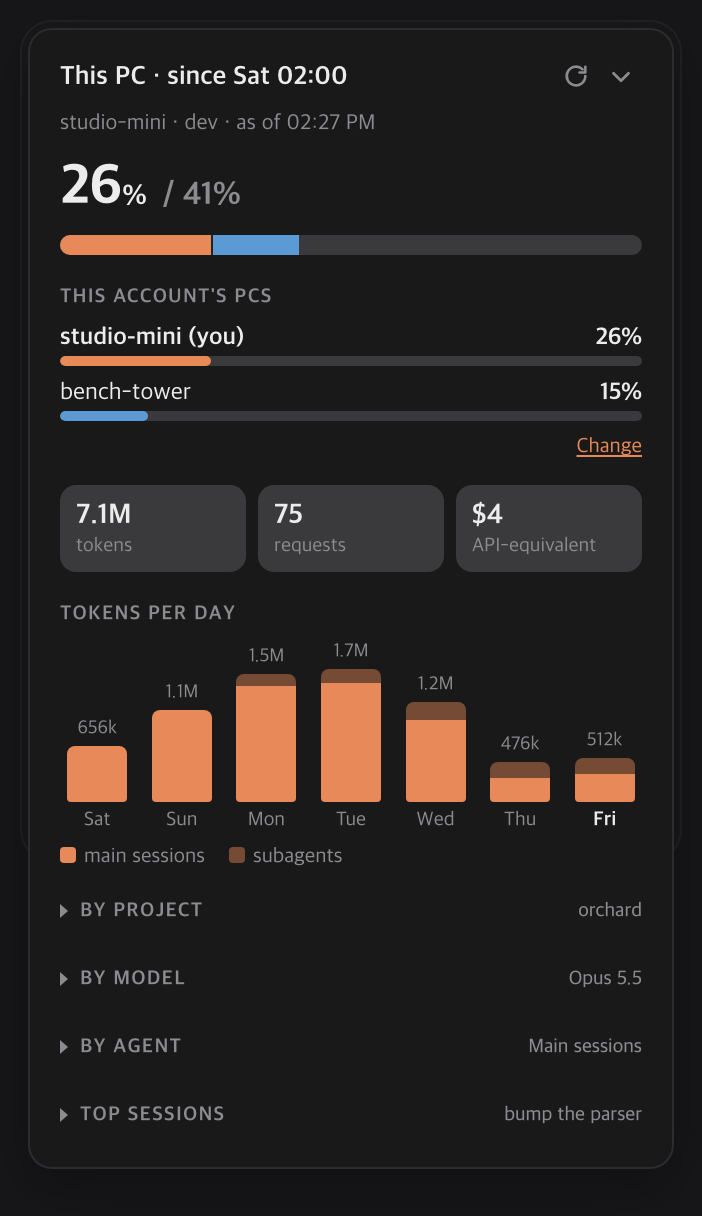 This PC · since Sat 02:00
studio-mini · dev · as of 02:27 PM
26% / 41%
THIS ACCOUNT'S PCS
studio-mini (you) 26%
bench-tower 15%
Change
7.1M 75 $4
tokens requests API-equivalent
TOKENS PER DAY
656k 1.1M 1.5M 1.7M 1.2M 476k 512k
Sat Sun Mon Tue Wed Thu Fri
main sessions subagents
BY PROJECT orchard
BY MODEL Opus 5.5
BY AGENT Main sessions
TOP SESSIONS bump the parser